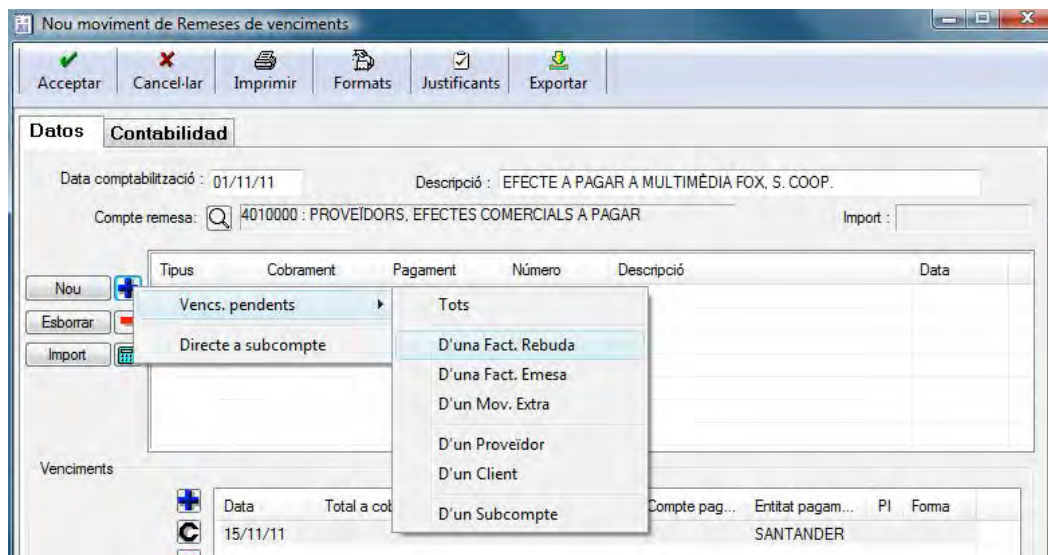 Nou moviment de Remeses de venciments
Acceptar Cancel·lar Imprimir Formats Justificants Exportar
Datos Contabilidad
Data comptabilització : 01/11/11 Descripció : EFECTE A PAGAR A MULTIMÈDIA FOX, S. COOP.
Compte remesa: 4010000 : PROVEÏDORS, EFECTES COMERCIALS A PAGAR Import :
Tipus Cobrament Pagament Número Descripció Data
Nou
Esborrar
Import
Vencs. pendents
Directe a subcompte
Tots
D'una Fact. Rebuda
D'una Fact. Emesa
D'un Mov. Extra
D'un Proveïdor
D'un Client
D'un Subcompte
Venciments
Data Total a cob Compte pag... Entitat pagam... PI Forma
15/11/11 SANTANDER